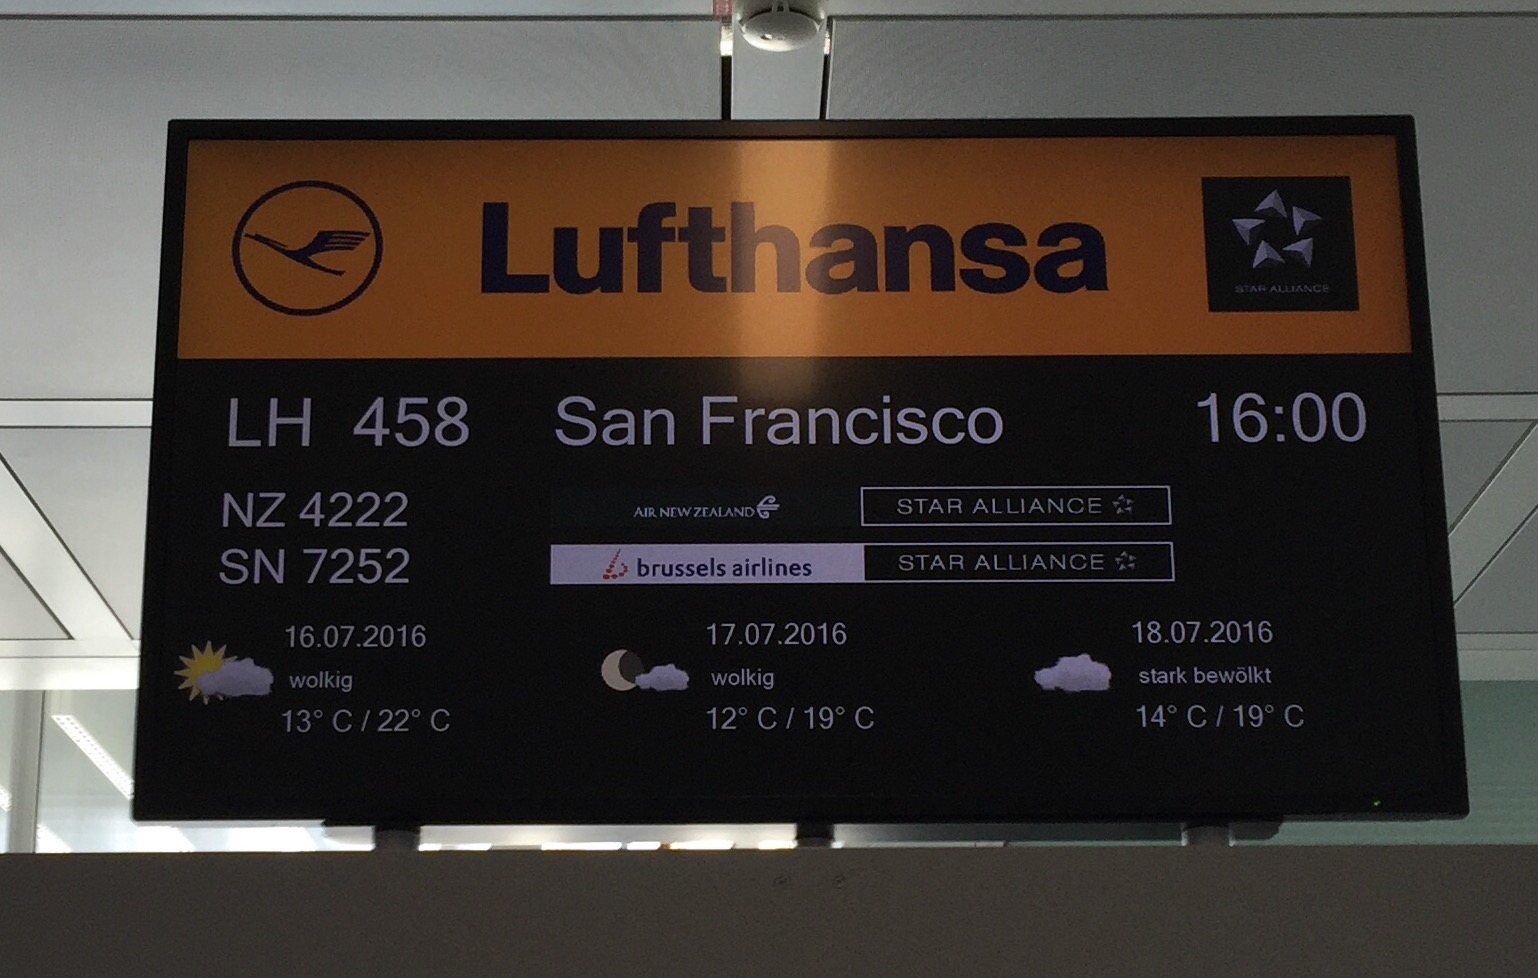 Lufthansa
STAR ALLIANCE
LH 458 San Francisco 16:00
NZ 4222 AIR NEW ZEALAND STAR ALLIANCE
SN 7252 brussels airlines STAR ALLIANCE
16.07.2016 17.07.2016 18.07.2016
wolkig wolkig stark bewölkt
13° C / 22° C 12° C / 19° C 14° C / 19° C